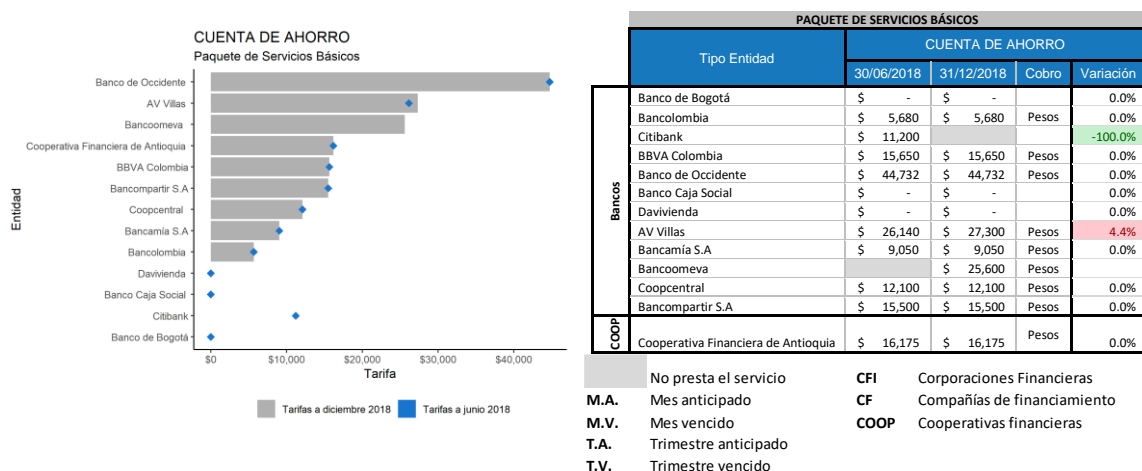 CUENTA DE AHORRO
Paquete de Servicios Básicos
Entidad
Banco de Occidente
AV Villas
Bancoomeva
Cooperativa Financiera de Antioquia
BBVA Colombia
Bancompartir S.A
Coopcentral
Bancamía S.A
Bancolombia
Davivienda
Banco Caja Social
Citibank
Banco de Bogotá
$0 $10,000 $20,000 $30,000 $40,000
Tarifa
Tarifas a diciembre 2018 Tarifas a junio 2018
PAQUETE DE SERVICIOS BÁSICOS
Tipo Entidad CUENTA DE AHORRO
30/06/2018 31/12/2018 Cobro Variación
Bancos
Banco de Bogotá $ - $ - 0.0%
Bancolombia $ 5,680 $ 5,680 Pesos 0.0%
Citibank $ 11,200 -100.0%
BBVA Colombia $ 15,650 $ 15,650 Pesos 0.0%
Banco de Occidente $ 44,732 $ 44,732 Pesos 0.0%
Banco Caja Social $ - $ - 0.0%
Davivienda $ - $ - 0.0%
AV Villas $ 26,140 $ 27,300 Pesos 4.4%
Bancamía S.A $ 9,050 $ 9,050 Pesos 0.0%
Bancoomeva $ 25,600 Pesos
Coopcentral $ 12,100 $ 12,100 Pesos 0.0%
Bancompartir S.A $ 15,500 $ 15,500 Pesos 0.0%
COOP
Cooperativa Financiera de Antioquia $ 16,175 $ 16,175 Pesos 0.0%
No presta el servicio CFI Corporaciones Financieras
M.A. Mes anticipado CF Compañías de financiamiento
M.V. Mes vencido COOP Cooperativas financieras
T.A. Trimestre anticipado
T.V. Trimestre vencido